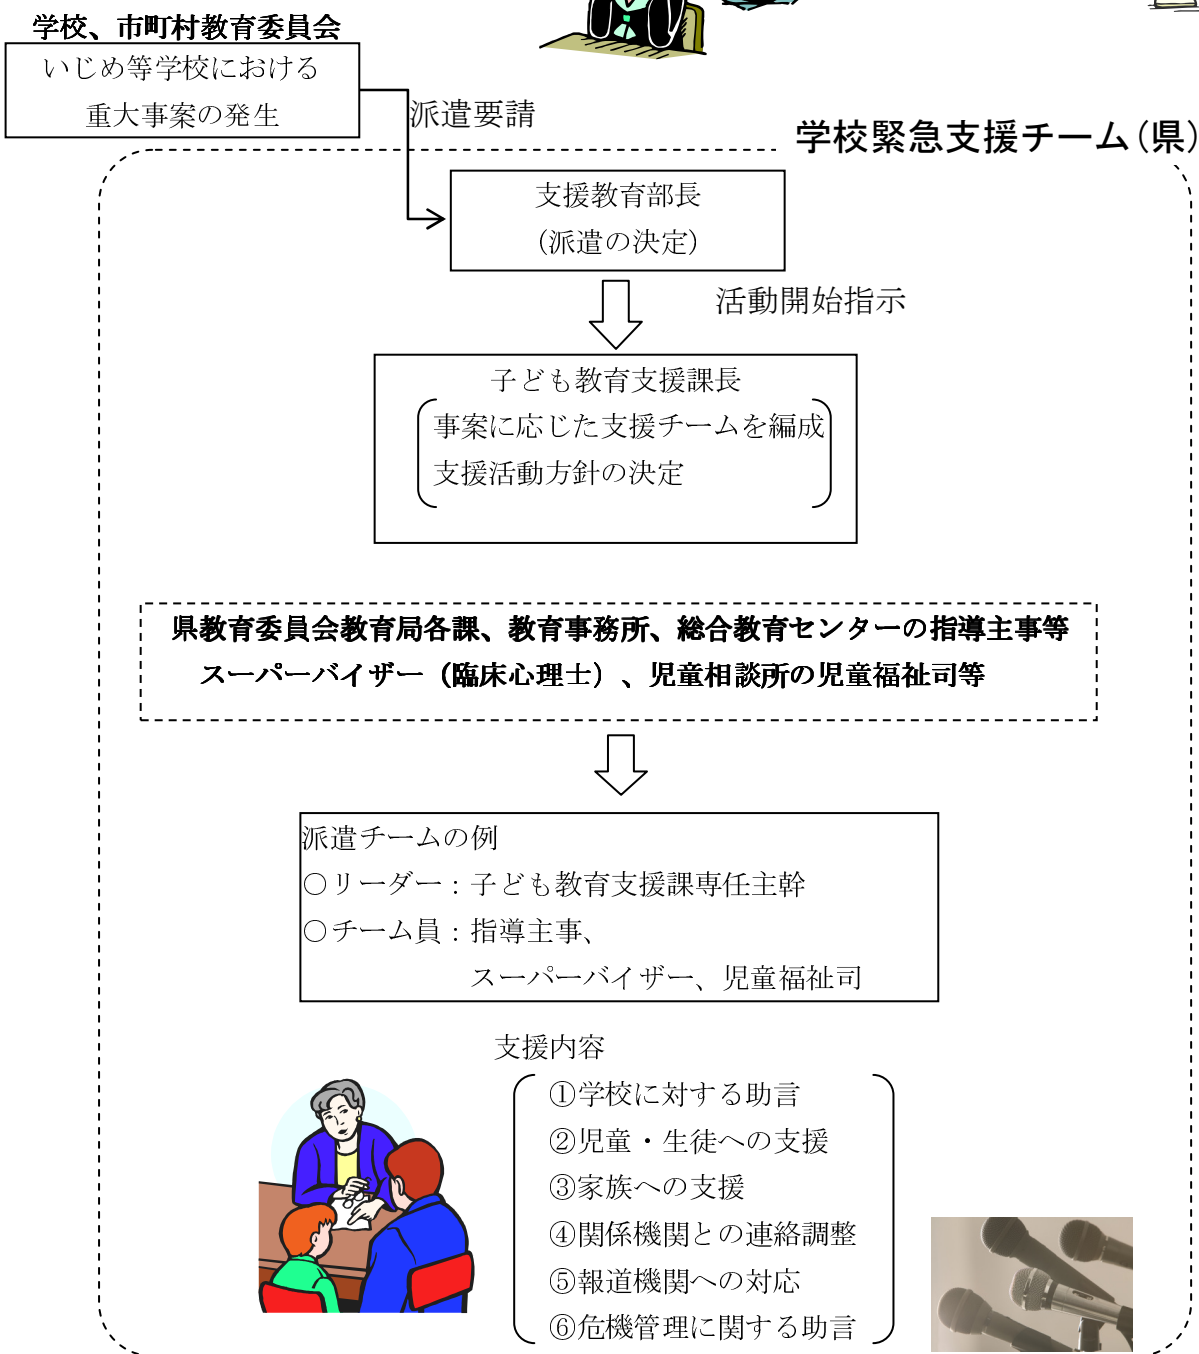 学校、市町村教育委員会
いじめ等学校における
重大事案の発生
派遣要請
学校緊急支援チーム(県)
支援教育部長
(派遣の決定)
活動開始指示
子ども教育支援課長
事案に応じた支援チームを編成
支援活動方針の決定
県教育委員会教育局各課、教育事務所、総合教育センターの指導主事等
スーパーバイザー（臨床心理士）、児童相談所の児童福祉司等
派遣チームの例
○リーダー：子ども教育支援課専任主幹
○チーム員：指導主事、
スーパーバイザー、児童福祉司
支援内容
①学校に対する助言
②児童・生徒への支援
③家族への支援
④関係機関との連絡調整
⑤報道機関への対応
⑥危機管理に関する助言